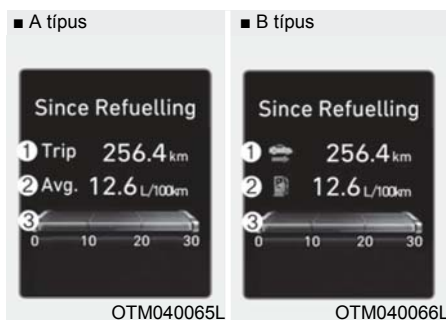 ■ A típus
Since Refuelling
1 Trip 256.4 km
2 Avg. 12.6 L/100km
3
0 10 20 30
OTM040065L
■ B típus
Since Refuelling
1 256.4 km
2 12.6 L/100km
3
0 10 20 30
OTM040066L